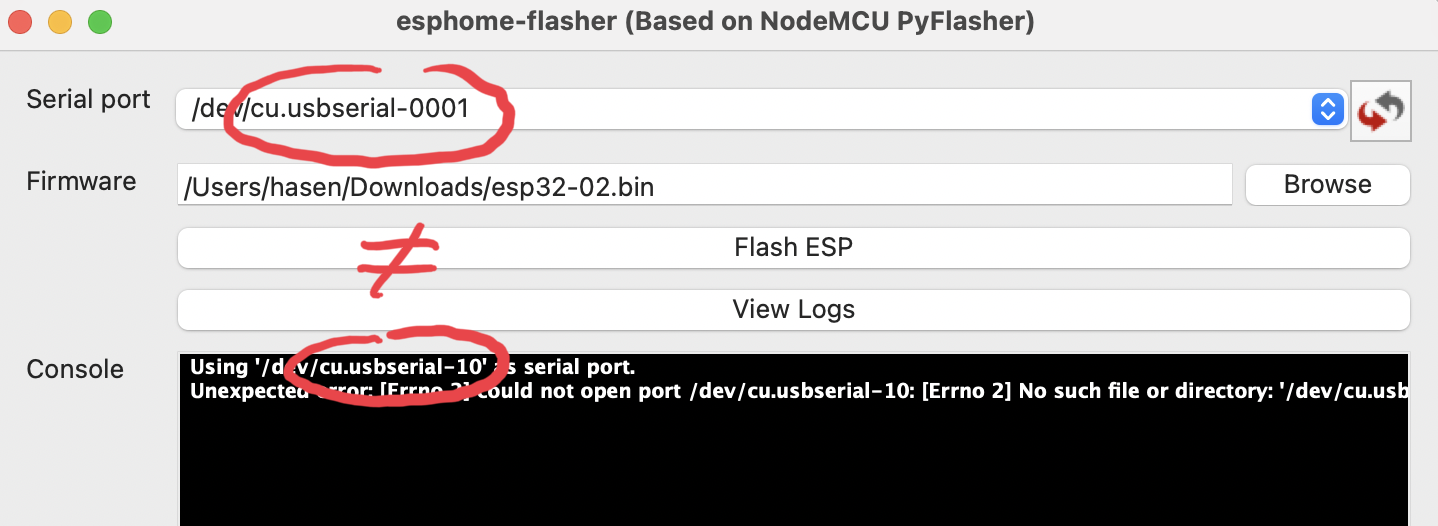 esphome-flasher (Based on NodeMCU PyFlasher)
Serial port
/dev/cu.usbserial-0001
Firmware
/Users/hasen/Downloads/esp32-02.bin
Browse
≠
Flash ESP
View Logs
Console
Using '/dev/cu.usbserial-10' as serial port.
Unexpected error: [Errno 2] could not open port /dev/cu.usbserial-10: [Errno 2] No such file or directory: '/dev/cu.usb